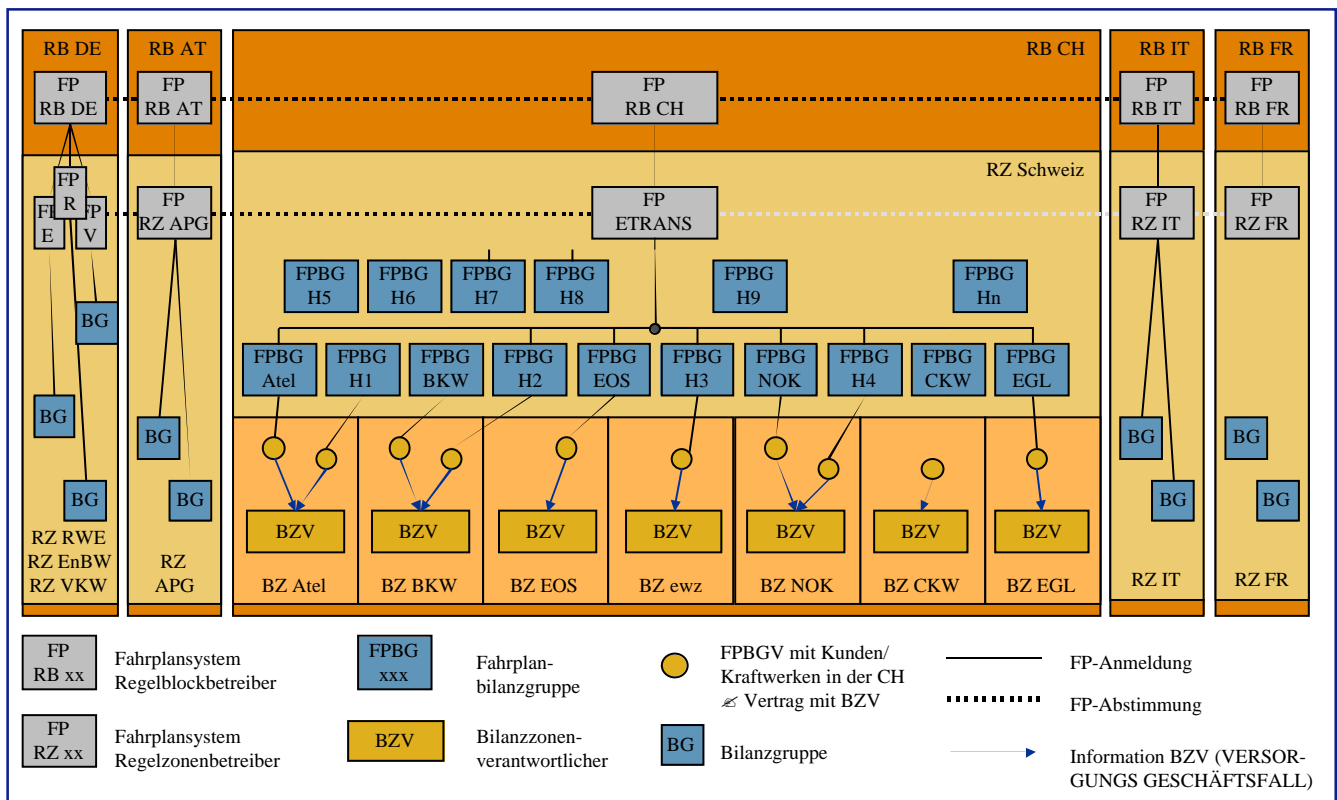 RB DE
RB AT
RB CH
RB IT
RB FR
FP
RB DE
FP
RB AT
FP
RB CH
FP
RB IT
FP
RB FR
RZ Schweiz
FP
R
FP
E
FP
V
FP
RZ APG
FP
ETRANS
FP
RZ IT
FP
RZ FR
FPBG
H5
FPBG
H6
FPBG
H7
FPBG
H8
FPBG
H9
FPBG
Hn
BG
FPBG
Atel
FPBG
H1
FPBG
BKW
FPBG
H2
FPBG
EOS
FPBG
H3
FPBG
NOK
FPBG
H4
FPBG
CKW
FPBG
EGL
BG
BG
BG
BG
BG
BG
BG
BG
BZV
BZV
BZV
BZV
BZV
BZV
BZV
RZ RWE
RZ EnBW
RZ VKW
RZ
APG
BZ Atel
BZ BKW
BZ EOS
BZ ewz
BZ NOK
BZ CKW
BZ EGL
RZ IT
RZ FR
FP
RB xx
Fahrplansystem
Regelblockbetreiber
FPBG
xxx
Fahrplan-
bilanzgruppe
FPBGV mit Kunden/
Kraftwerken in der CH
Vertrag mit BZV
FP-Anmeldung
FP-Abstimmung
FP
RZ xx
Fahrplansystem
Regelzonenbetreiber
BZV
Bilanzzonen-
verantwortlicher
BG
Bilanzgruppe
Information BZV (VERSOR-
GUNGS GESCHÄFTSFALL)